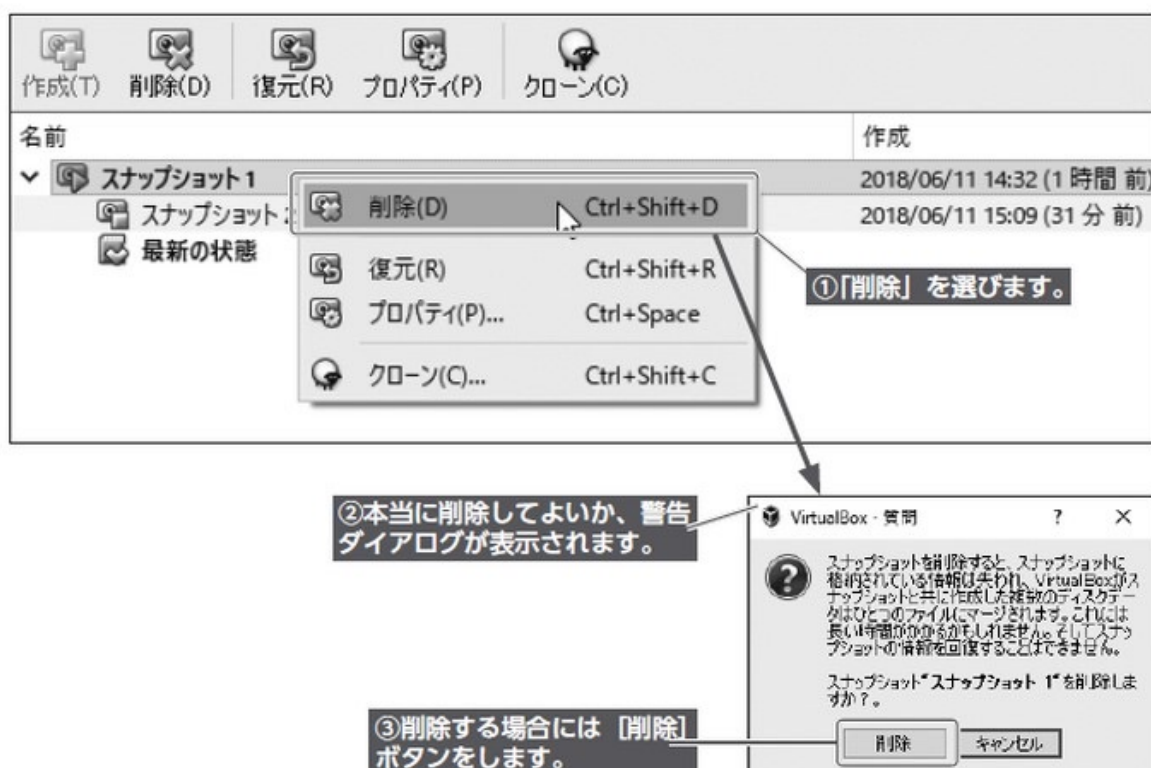 作成(T) 削除(D) 復元(R) プロパティ(P) クローン(C)
名前 作成
スナップショット 1 2018/06/11 14:32 (1 時間 前)
スナップショット 2018/06/11 15:09 (31 分 前)
最新の状態
削除(D) Ctrl+Shift+D
復元(R) Ctrl+Shift+R
プロパティ(P)... Ctrl+Space
クローン(C)... Ctrl+Shift+C
①「削除」を選びます。
②本当に削除してよいか、警告
ダイアログが表示されます。
VirtualBox - 質問 ? ×
スナップショットを削除すると、スナップショットに
格納されている情報は失われ、VirtualBoxがス
ナップショットと共に作成した複数のディスクデー
タはひとつのファイルにマージされます。これには
長い時間がかかるかもしれません。そしてスナッ
プショットの情報を回復することはできません。
スナップショット"スナップショット 1"を削除しま
すか？。
③削除する場合には［削除］
ボタンをします。
削除 キャンセル